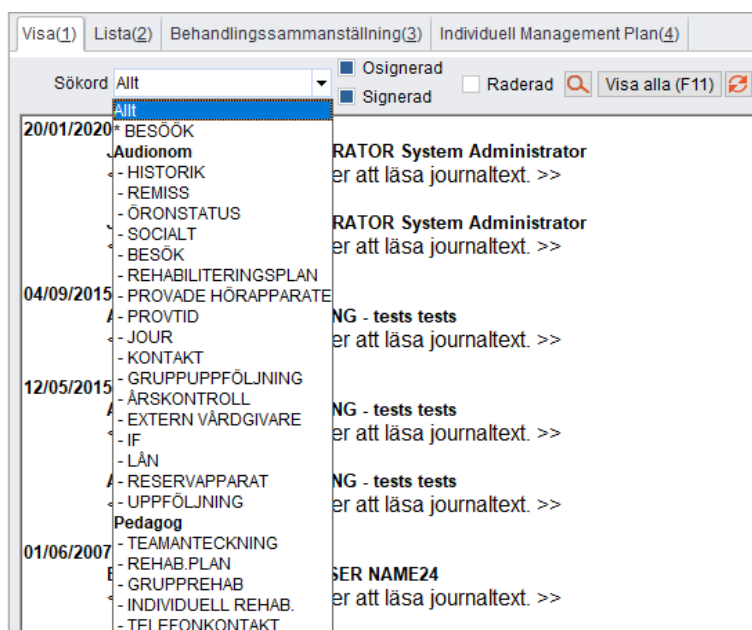 Visa(1) Lista(2) Behandlingssammanställning(3) Individuell Management Plan(4)
Sökord Allt Osignerad Signerad Raderad Visa alla (F11)
Allt
20/01/2020 * BESÖÖK
Audionom RATOR System Administrator
- HISTORIK er att läsa journaltext. >>
- REMISS
- ÖRONSTATUS RATOR System Administrator
- SOCIALT er att läsa journaltext. >>
- BESÖK
- REHABILITERINGSPLAN
04/09/2015 - PROVADE HÖRAPPARATE
- PROVTID NG - tests tests
- JOUR er att läsa journaltext. >>
- KONTAKT
- GRUPPUPPFÖLJNING
12/05/2015 - ÅRSKONTROLL
- EXTERN VÅRDGIVARE NG - tests tests
- IF er att läsa journaltext. >>
- LÅN
- RESERVAPPARAT NG - tests tests
- UPPFÖLJNING er att läsa journaltext. >>
Pedagog
- TEAMANTECKNING
01/06/2007 - REHAB.PLAN
- GRUPPREHAB SER NAME24
- INDIVIDUELL REHAB. er att läsa journaltext. >>
- TELEFONKONTAKT